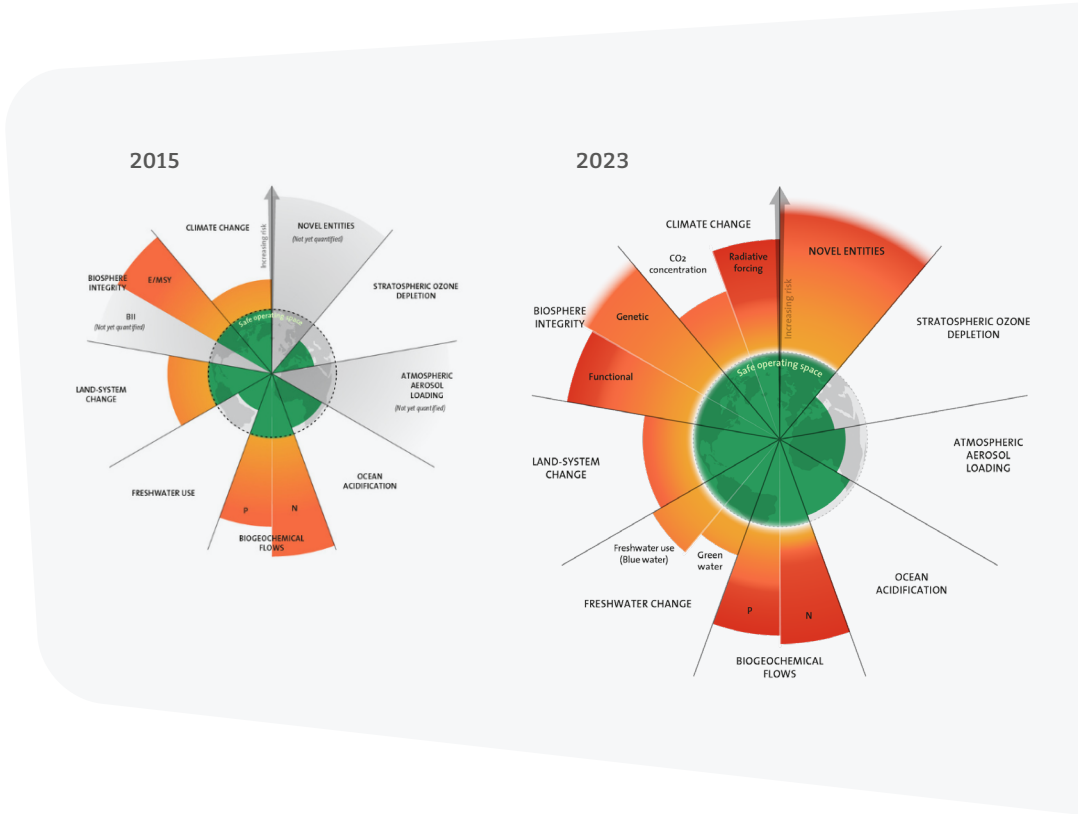 2015
CLIMATE CHANGE
Increasing risk
NOVEL ENTITIES
(Not yet quantified)
BIOSPHERE
INTEGRITY
E/MSY
BII
(Not yet quantified)
STRATOSPHERIC OZONE
DEPLETION
Safe operating space
LAND-SYSTEM
CHANGE
ATMOSPHERIC
AEROSOL
LOADING
(Not yet quantified)
FRESHWATER USE
OCEAN
ACIDIFICATION
P
N
BIOGEOCHEMICAL
FLOWS
2023
CLIMATE CHANGE
CO2
concentration
Radiative
forcing
Increasing risk
NOVEL ENTITIES
BIOSPHERE
INTEGRITY
Genetic
Functional
STRATOSPHERIC OZONE
DEPLETION
Safe operating space
LAND-SYSTEM
CHANGE
ATMOSPHERIC
AEROSOL
LOADING
Freshwater use
(Blue water)
Green
water
FRESHWATER CHANGE
OCEAN
ACIDIFICATION
P
N
BIOGEOCHEMICAL
FLOWS